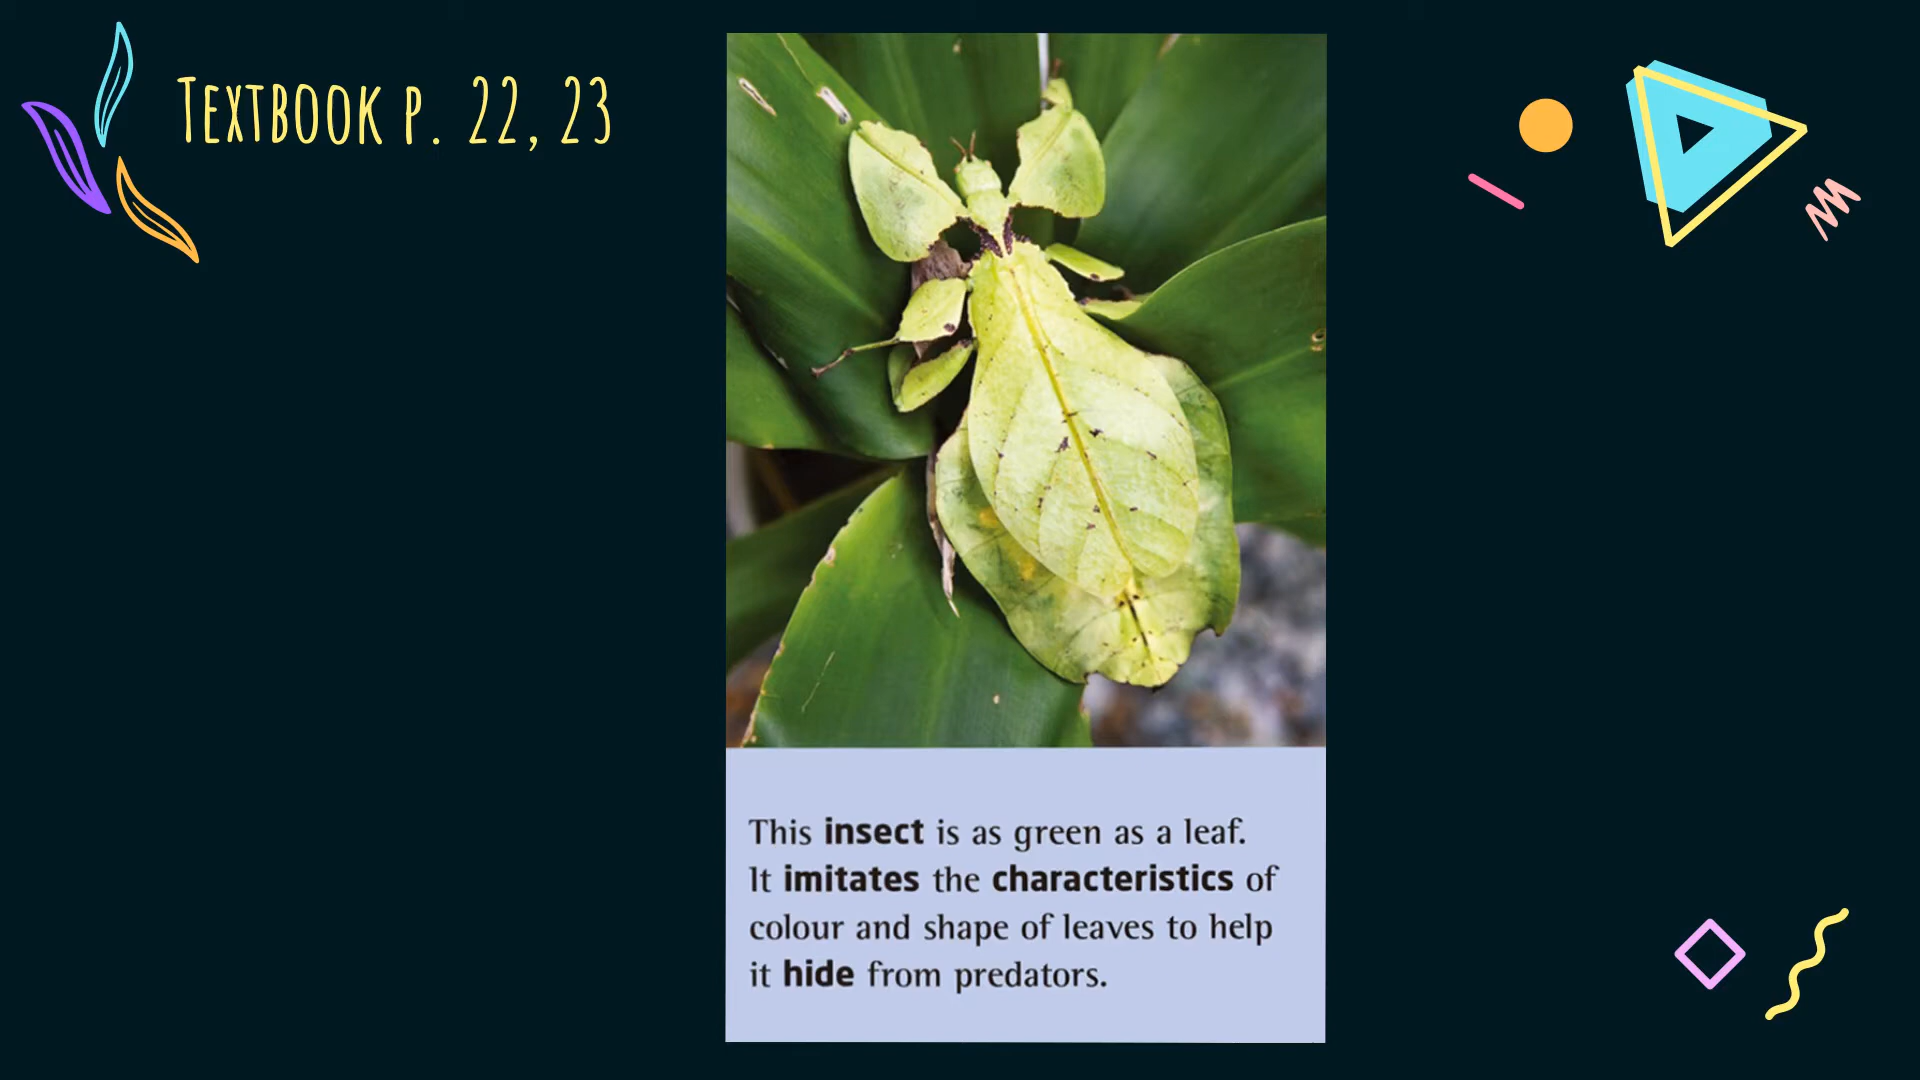 TEXTBOOK P. 22, 23
This insect is as green as a leaf.
It imitates the characteristics of
colour and shape of leaves to help
it hide from predators.